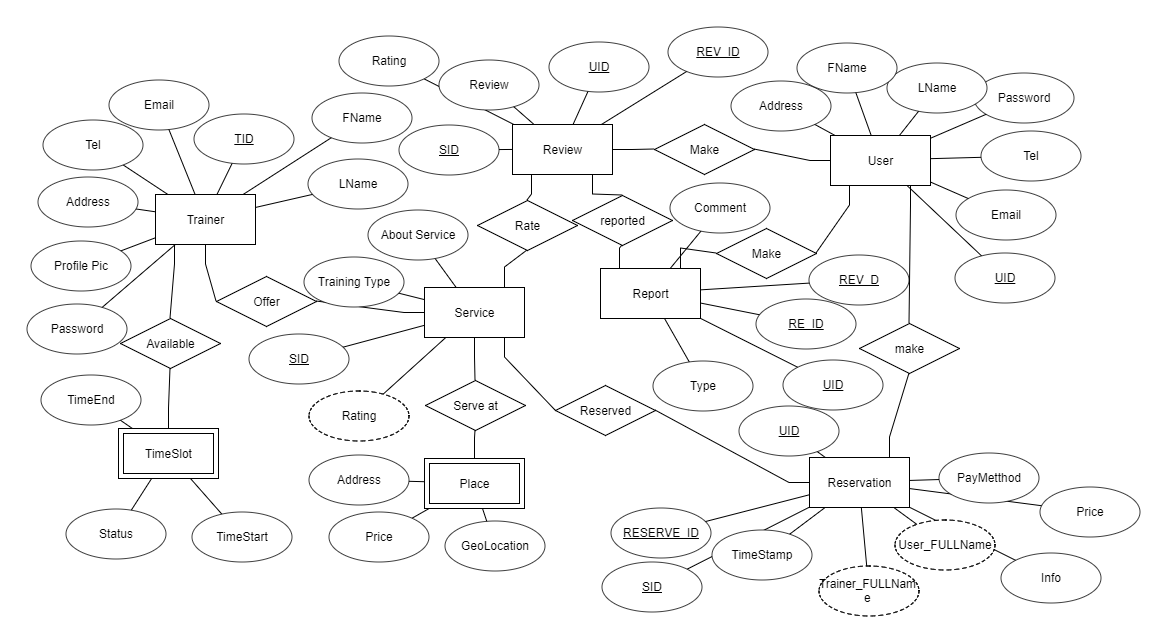 REV_ID
Rating
UID
FName
Review
LName
Email
Address
Password
FName
TID
Tel
SID
Review
Make
User
Tel
LName
Address
Comment
Email
Trainer
Rate
reported
About Service
Make
Profile Pic
UID
REV_D
Training Type
Report
Offer
Service
RE_ID
Password
Available
make
SID
UID
Type
TimeEnd
Serve at
Reserved
Rating
UID
TimeSlot
PayMetthod
Address
Place
Reservation
Price
Status
RESERVE_ID
TimeStart
Price
GeoLocation
User_FULLName
TimeStamp
Info
SID
Trainer_FULLNam
e